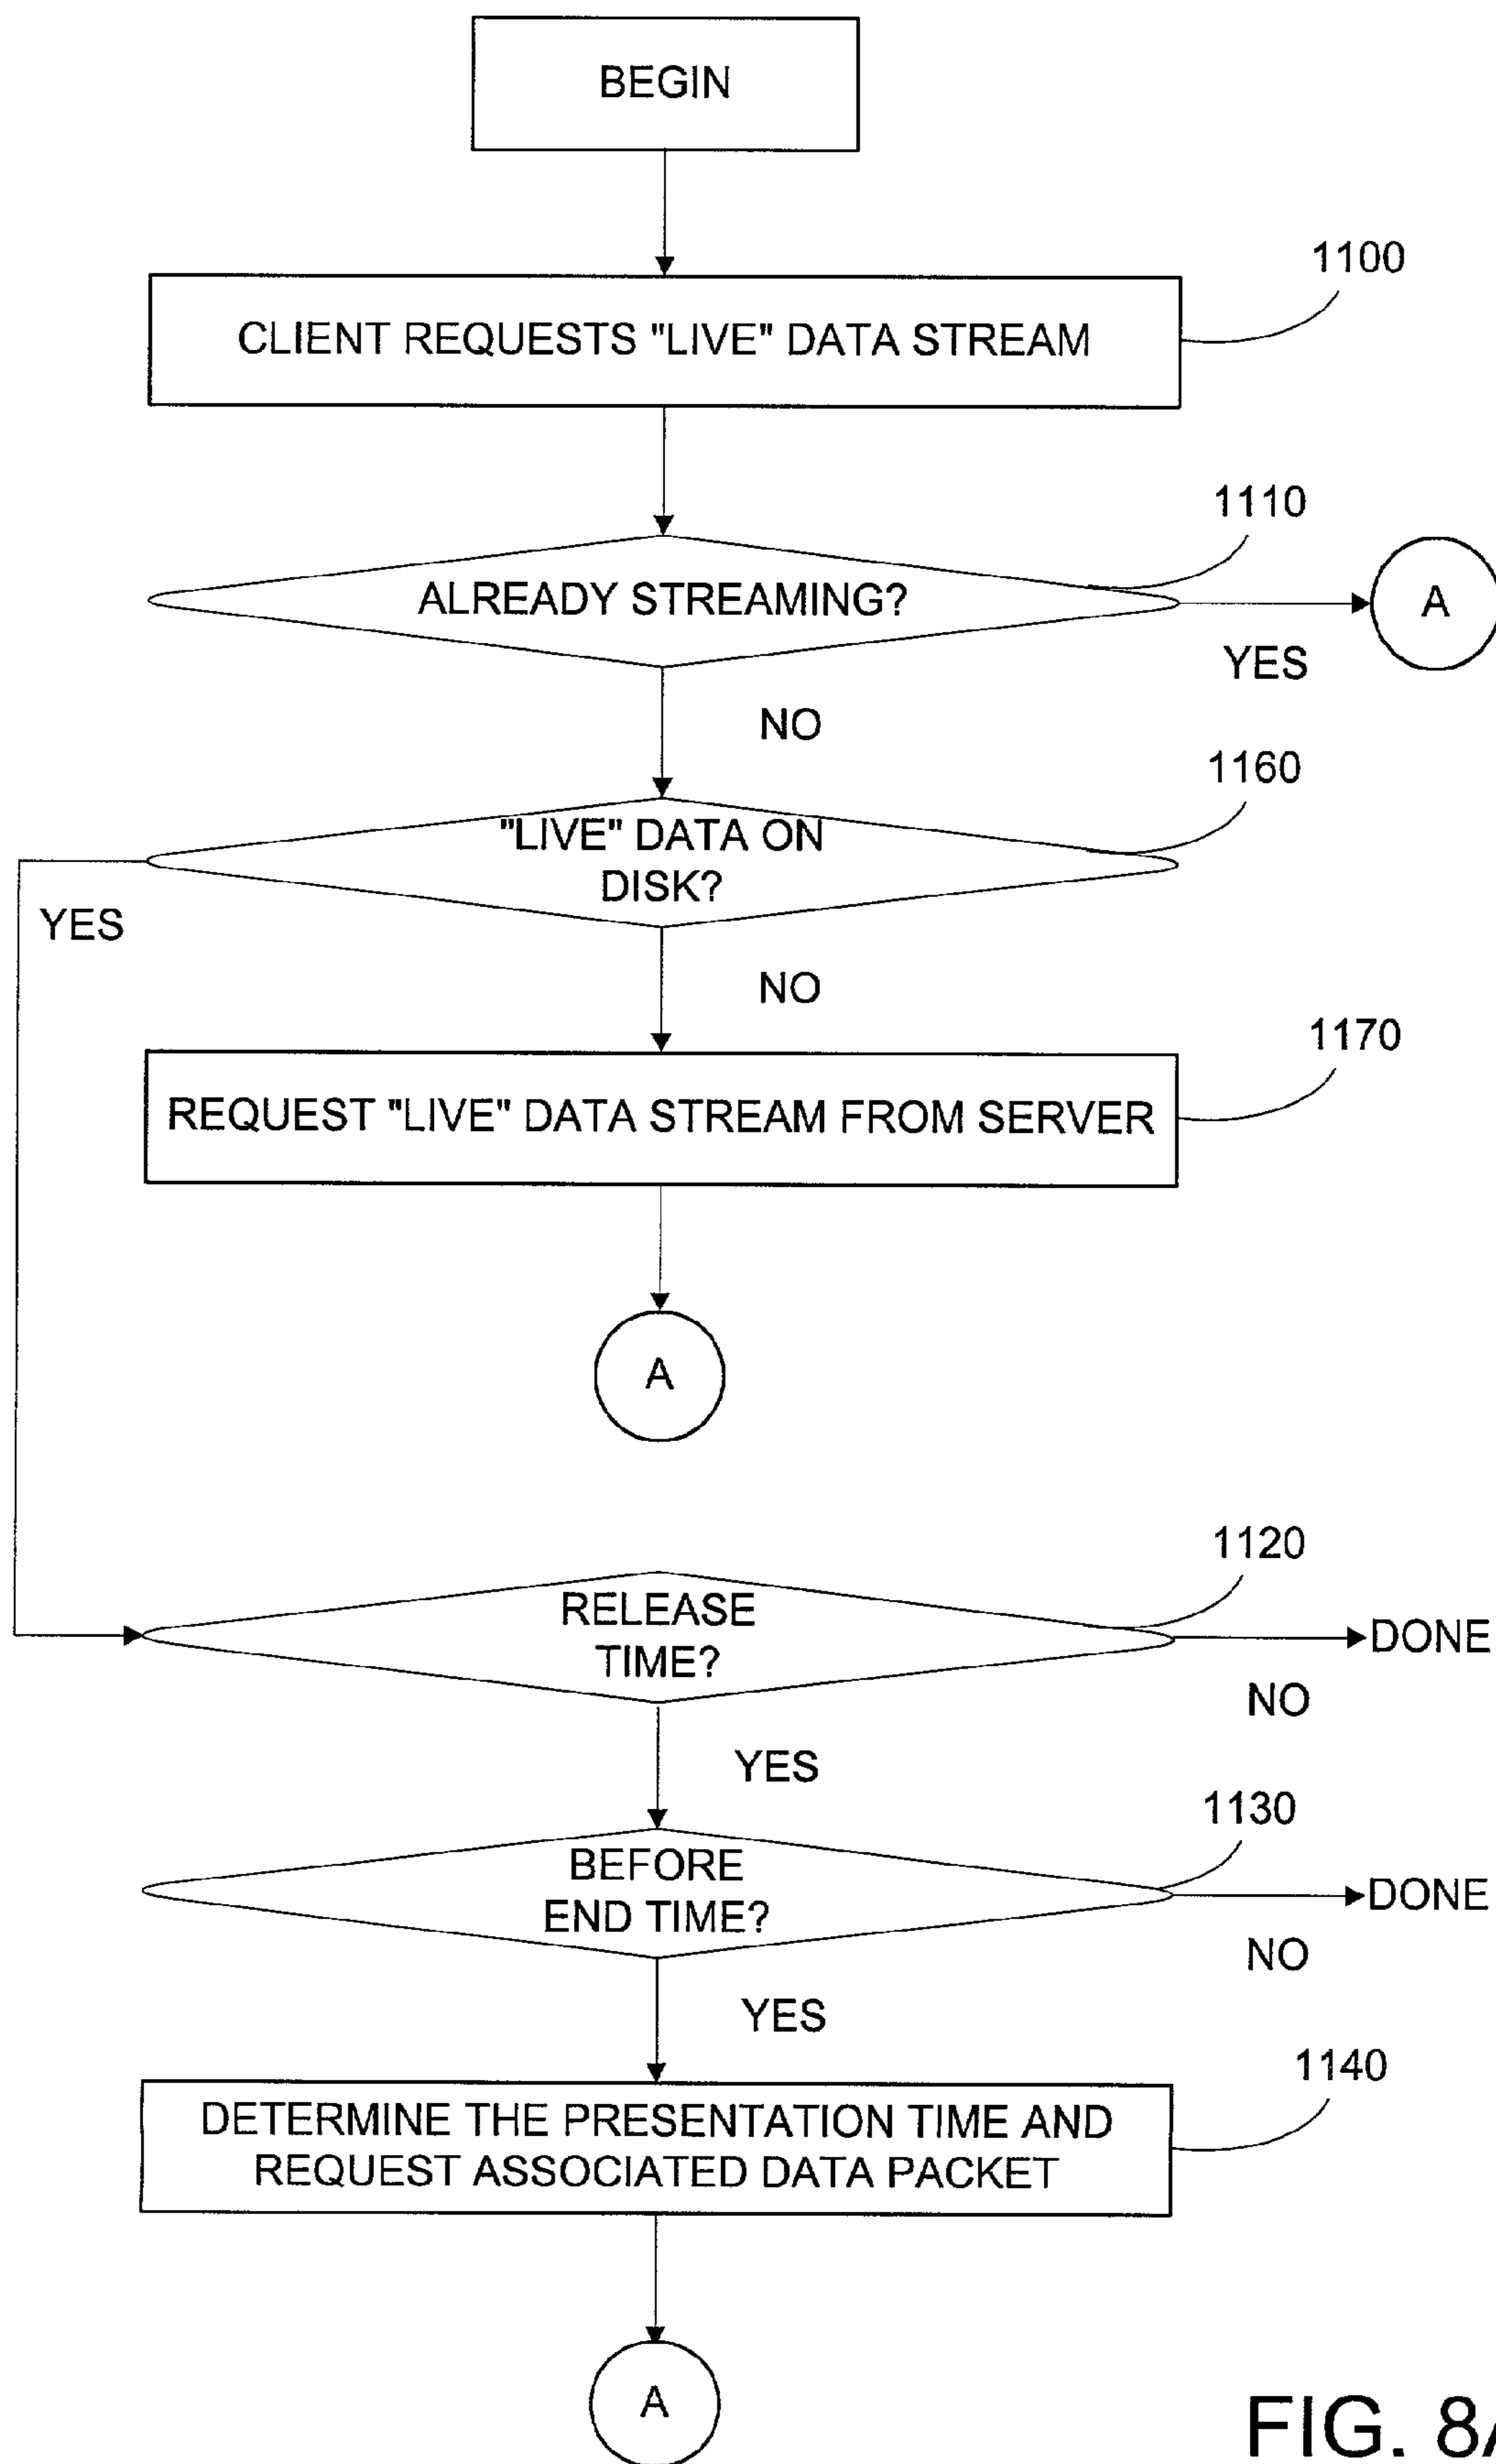 BEGIN
1100
CLIENT REQUESTS "LIVE" DATA STREAM
1110
ALREADY STREAMING?
A
YES
NO
1160
"LIVE" DATA ON
DISK?
YES
NO
1170
REQUEST "LIVE" DATA STREAM FROM SERVER
A
1120
RELEASE
TIME?
DONE
NO
YES
1130
BEFORE
END TIME?
DONE
NO
YES
1140
DETERMINE THE PRESENTATION TIME AND
REQUEST ASSOCIATED DATA PACKET
A
FIG. 8A